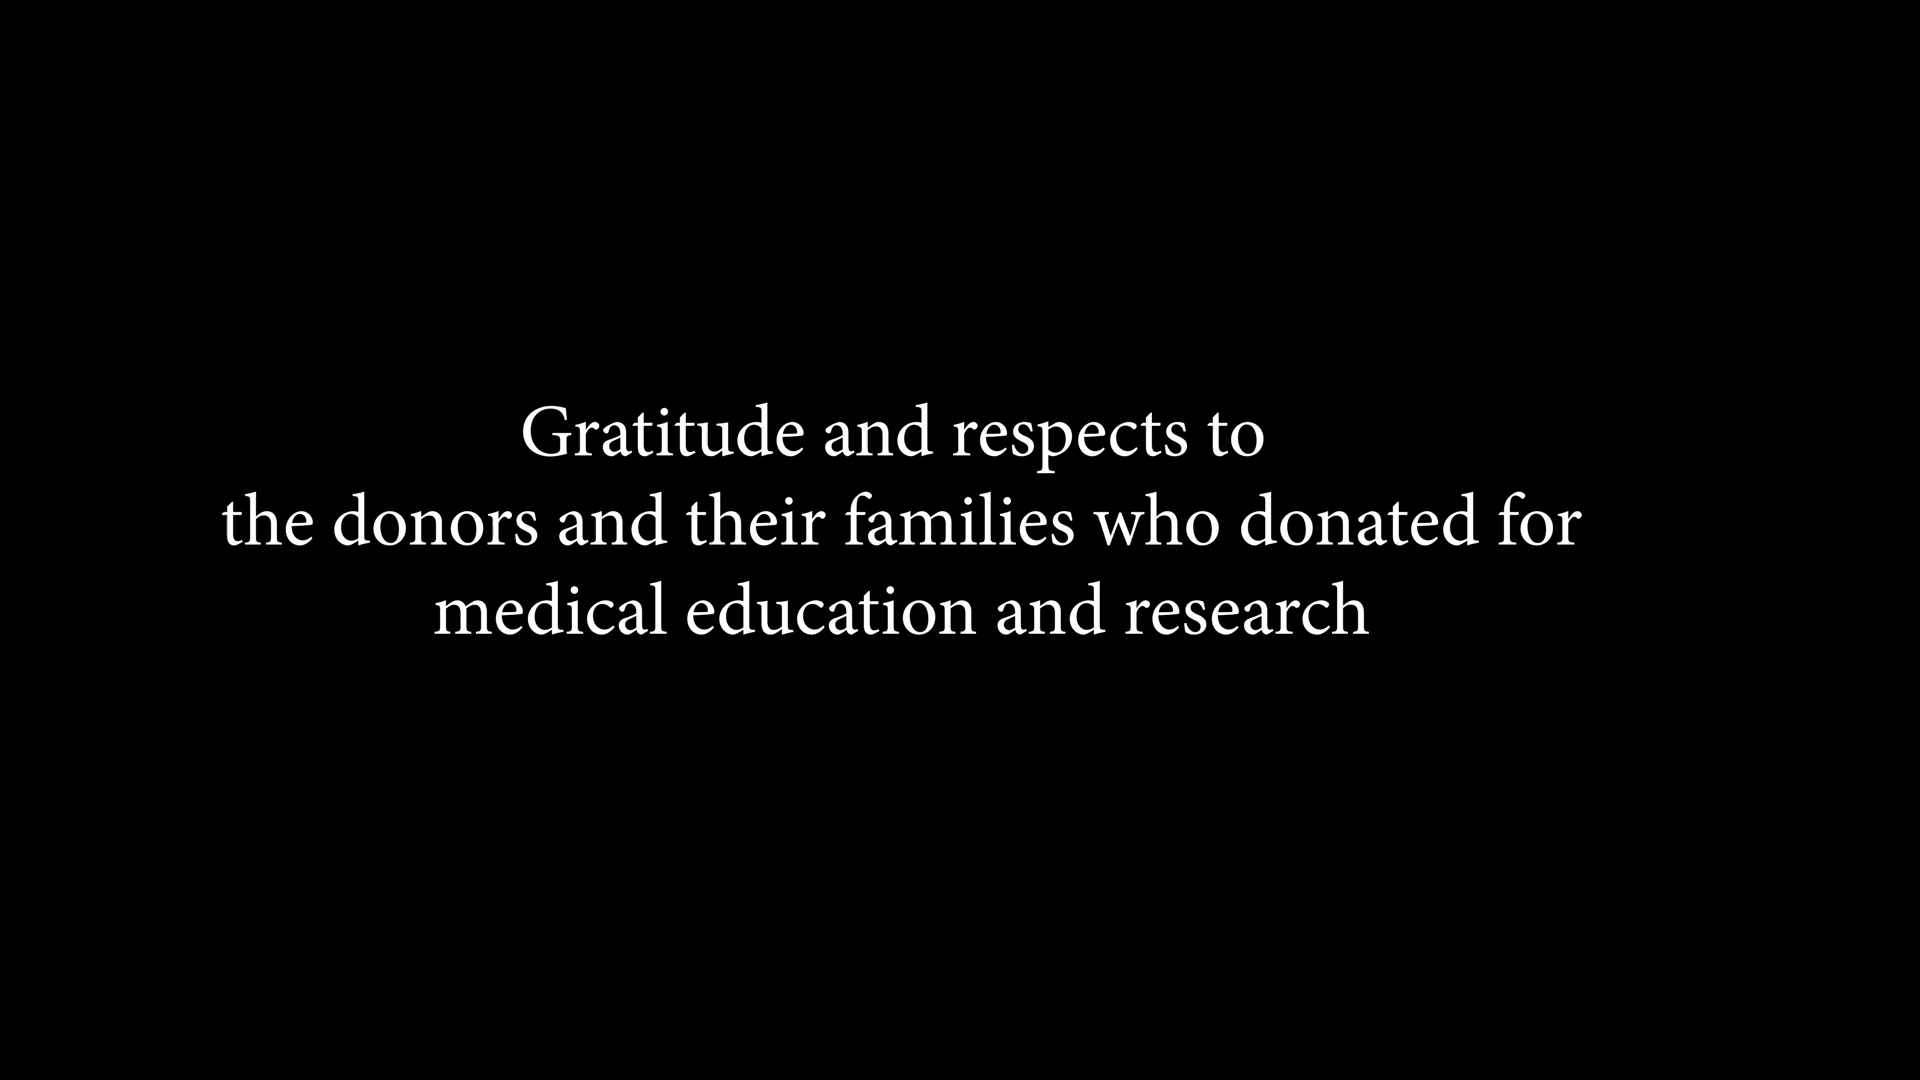 Gratitude and respects to
the donors and their families who donated for
medical education and research